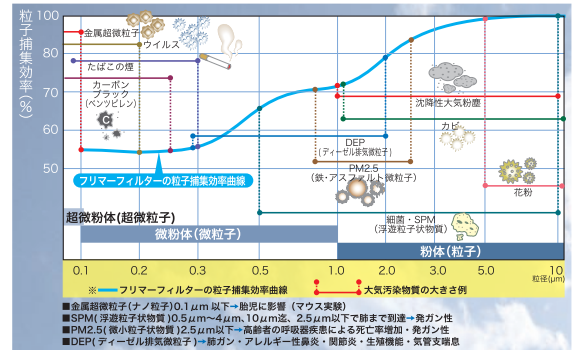 粒子捕集効率(%)
100
80
70
60
50
金属超微粒子
ウイルス
たばこの煙
カーボン
ブラック
(ベンツピレン)
沈降性大気粉塵
カビ
DEP
(ディーゼル排気微粒子)
PM2.5
(鉄・アスファルト微粒子)
花粉
フリマーフィルターの粒子捕集効率曲線
細菌・SPM
(浮遊粒子状物質)
超微粉体(超微粒子)
微粉体(微粒子)
粉体(粒子)
0.1 0.2 0.3 0.5 1.0 2.0 3.0 5.0 10.0
粒径(μm)
※ フリマーフィルターの粒子捕集効率曲線 大気汚染物質の大きさ例
■金属超微粒子(ナノ粒子)0.1μm以下→胎児に影響(マウス実験)
■SPM(浮遊粒子状物質)0.5μm〜4μm、10μm迄、2.5μm以下で肺まで到達→発ガン性
■PM2.5(微小粒子状物質)2.5μm以下→高齢者の呼吸器疾患による死亡率増加・発ガン性
■DEP(ディーゼル排気微粒子)→肺ガン・アレルギー性鼻炎・関節炎・生殖機能・気管支喘息